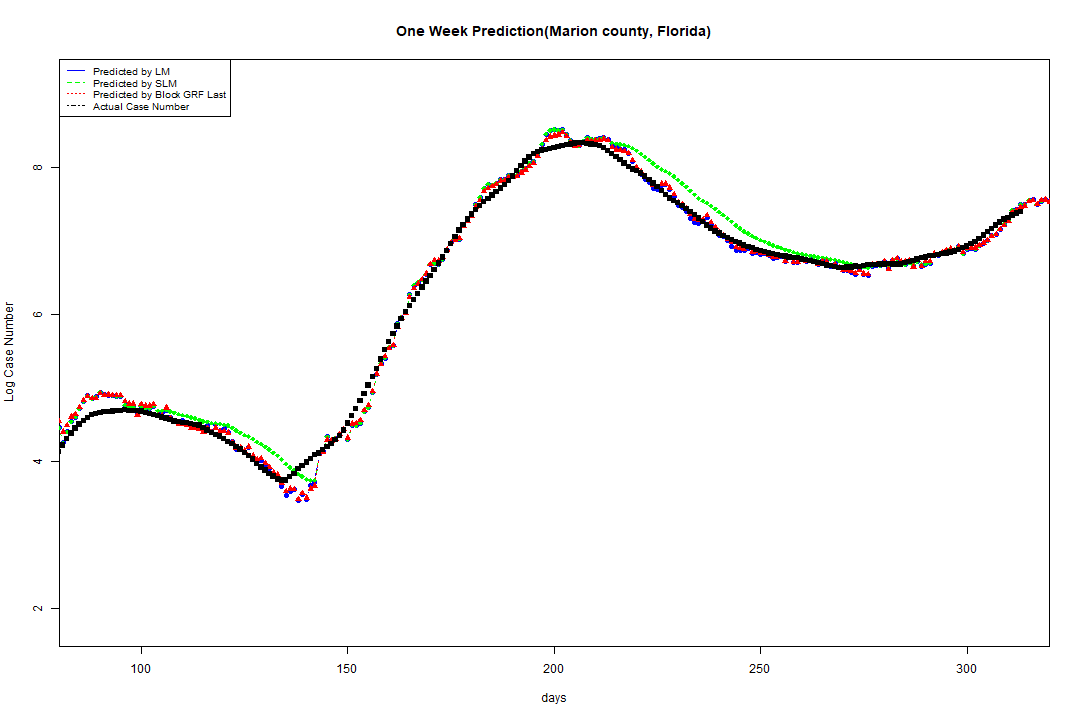 One Week Prediction(Marion county, Florida)
Predicted by LM
Predicted by SLM
Predicted by Block GRF Last
Actual Case Number
8
6
4
2
Log Case Number
100 150 200 250 300
days